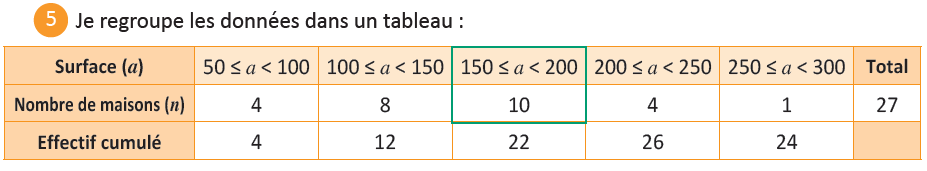 5 Je regroupe les données dans un tableau :
Surface (a) 50 ≤ a < 100 100 ≤ a < 150 150 ≤ a < 200 200 ≤ a < 250 250 ≤ a < 300 Total
Nombre de maisons (n) 4 8 10 4 1 27
Effectif cumulé 4 12 22 26 24